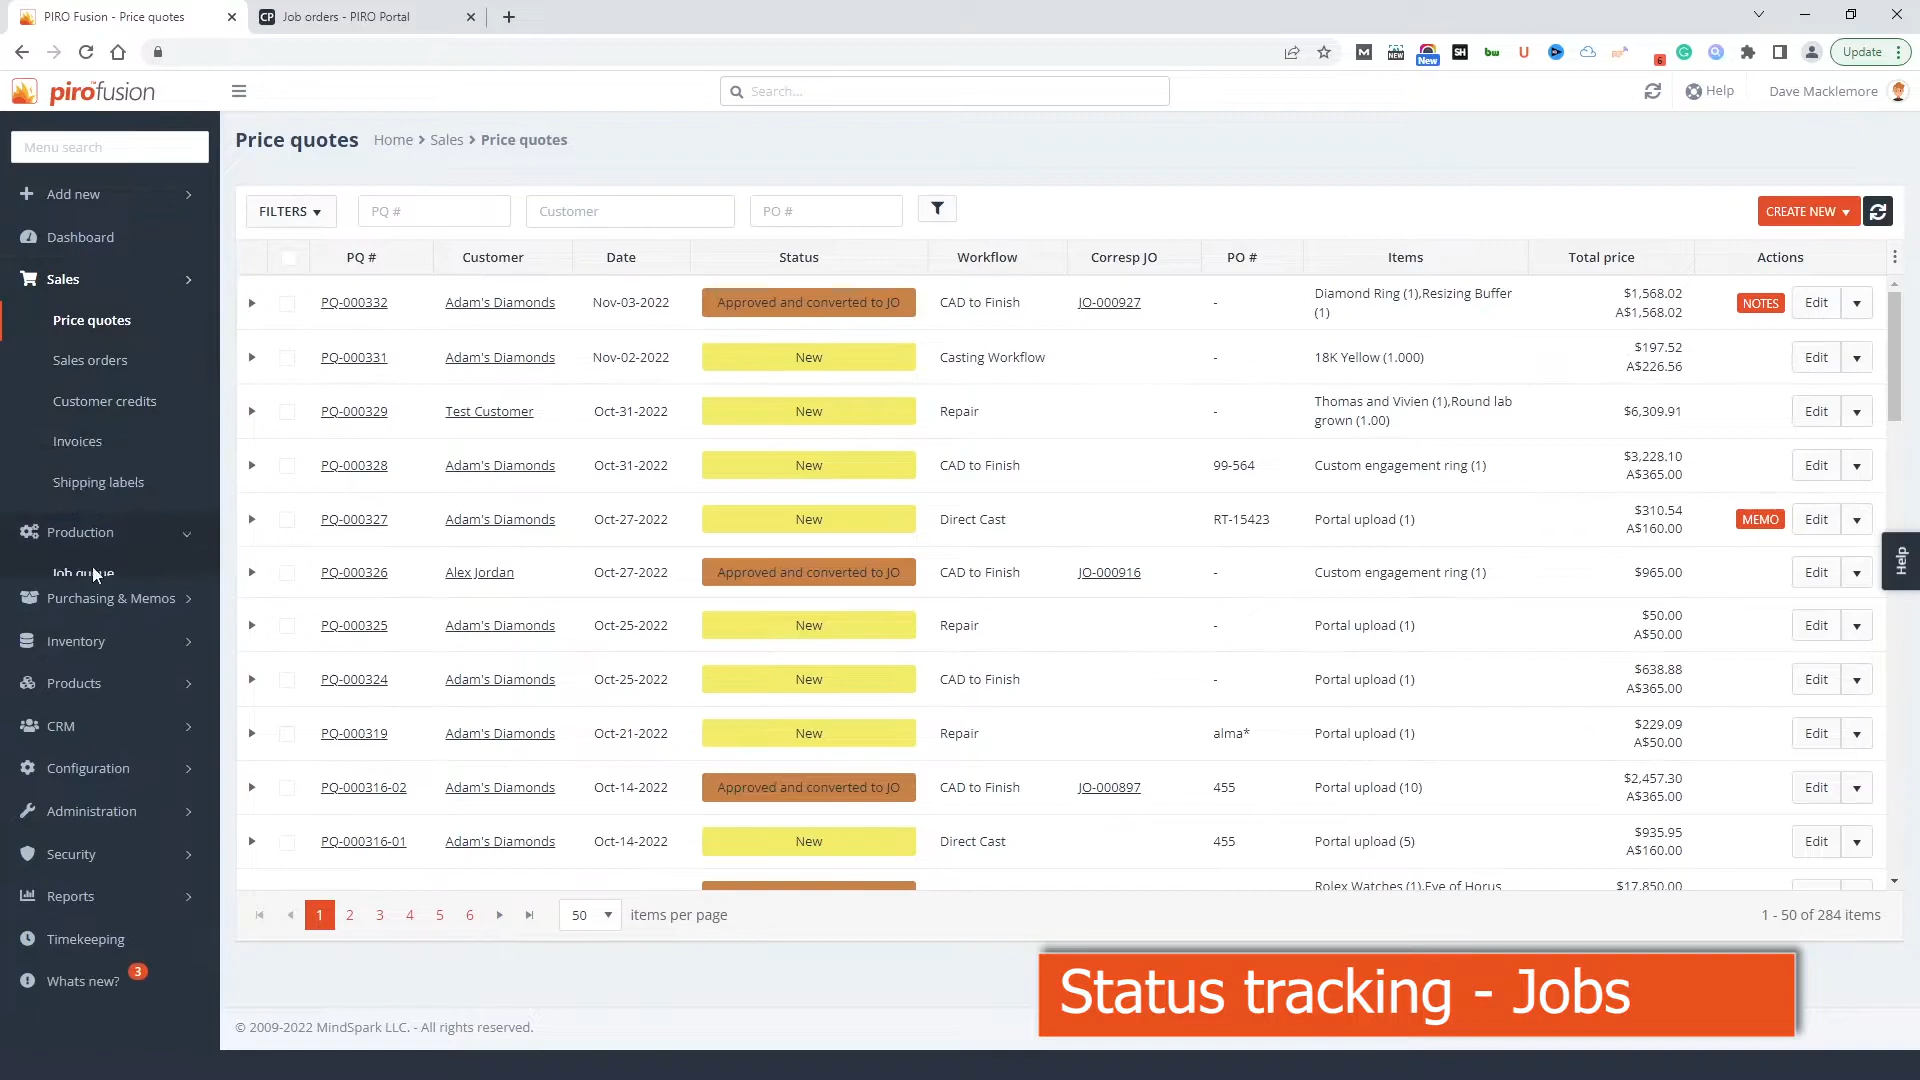 PIRO Fusion - Price quotes
Job orders - PIRO Portal
Update
pirofusion
Search...
Help
Dave Macklemore
Menu search
Add new
Dashboard
Sales
Price quotes
Sales orders
Customer credits
Invoices
Shipping labels
Production
Job queue
Purchasing & Memos
Inventory
Products
CRM
Configuration
Administration
Security
Reports
Timekeeping
Whats new? 3
Price quotes Home > Sales > Price quotes
FILTERS PQ # Customer PO # CREATE NEW
PQ # Customer Date Status Workflow Corresp JO PO # Items Total price Actions
PQ-000332 Adam's Diamonds Nov-03-2022 Approved and converted to JO CAD to Finish JO-000927 - Diamond Ring (1),Resizing Buffer (1) $1,568.02 A$1,568.02 NOTES Edit
PQ-000331 Adam's Diamonds Nov-02-2022 New Casting Workflow - 18K Yellow (1.000) $197.52 A$226.56 Edit
PQ-000329 Test Customer Oct-31-2022 New Repair - Thomas and Vivien (1),Round lab grown (1.00) $6,309.91 Edit
PQ-000328 Adam's Diamonds Oct-31-2022 New CAD to Finish 99-564 Custom engagement ring (1) $3,228.10 A$365.00 Edit
PQ-000327 Adam's Diamonds Oct-27-2022 New Direct Cast RT-15423 Portal upload (1) $310.54 A$160.00 MEMO Edit
PQ-000326 Alex Jordan Oct-27-2022 Approved and converted to JO CAD to Finish JO-000916 - Custom engagement ring (1) $965.00 Edit
PQ-000325 Adam's Diamonds Oct-25-2022 New Repair - Portal upload (1) $50.00 A$50.00 Edit
PQ-000324 Adam's Diamonds Oct-25-2022 New CAD to Finish - Portal upload (1) $638.88 A$365.00 Edit
PQ-000319 Adam's Diamonds Oct-21-2022 New Repair alma* Portal upload (1) $229.09 A$50.00 Edit
PQ-000316-02 Adam's Diamonds Oct-14-2022 Approved and converted to JO CAD to Finish JO-000897 455 Portal upload (10) $2,457.30 A$365.00 Edit
PQ-000316-01 Adam's Diamonds Oct-14-2022 New Direct Cast 455 Portal upload (5) $935.95 A$160.00 Edit
Rolex Watches (1),Eye of Horus $17,850.00
1 2 3 4 5 6 50 items per page 1 - 50 of 284 items
Help
Status tracking - Jobs
© 2009-2022 MindSpark LLC. - All rights reserved.